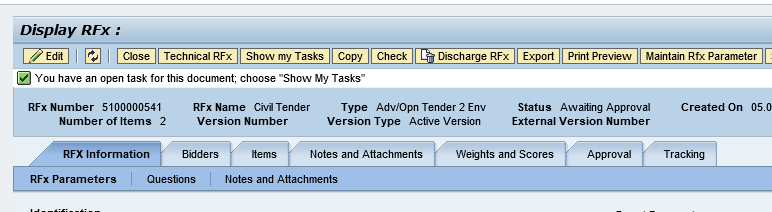 Display RFx :
Edit Close Technical RFx Show my Tasks Copy Check Discharge RFx Export Print Preview Maintain Rfx Parameter
You have an open task for this document; choose "Show My Tasks"
RFx Number 5100000541 RFx Name Civil Tender Type Adv/Opn Tender 2 Env Status Awaiting Approval Created On 05.0
Number of Items 2 Version Number Version Type Active Version External Version Number
RFX Information Bidders Items Notes and Attachments Weights and Scores Approval Tracking
RFx Parameters Questions Notes and Attachments